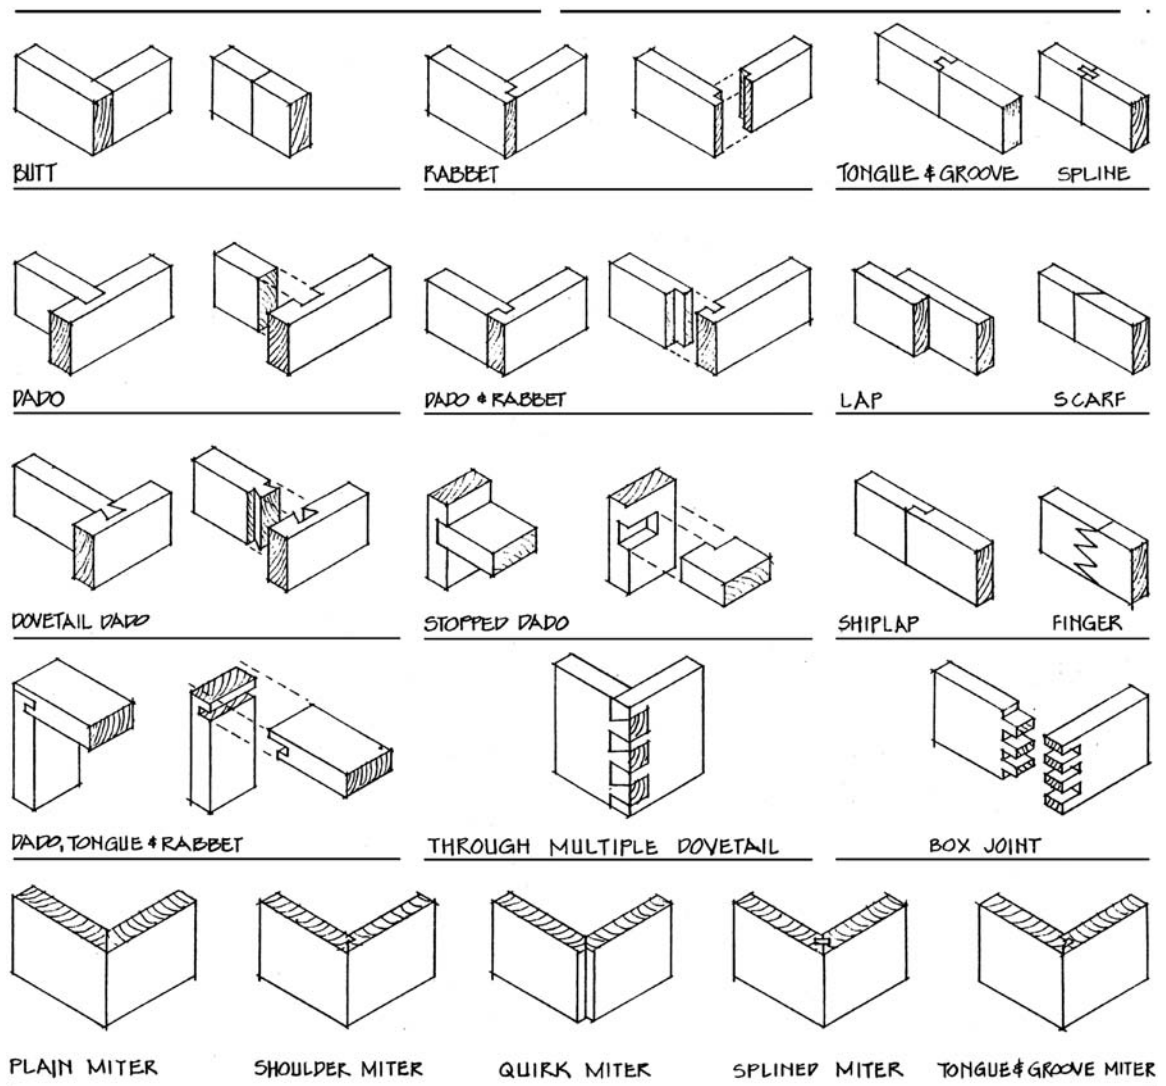 BUTT
RABBET
TONGUE & GROOVE
SPLINE
DADO
DADO & RABBET
LAP
SCARF
DOVETAIL DADO
STOPPED DADO
SHIPLAP
FINGER
DADO, TONGUE & RABBET
THROUGH MULTIPLE DOVETAIL
BOX JOINT
PLAIN MITER
SHOULDER MITER
QUIRK MITER
SPLINED MITER
TONGUE & GROOVE MITER